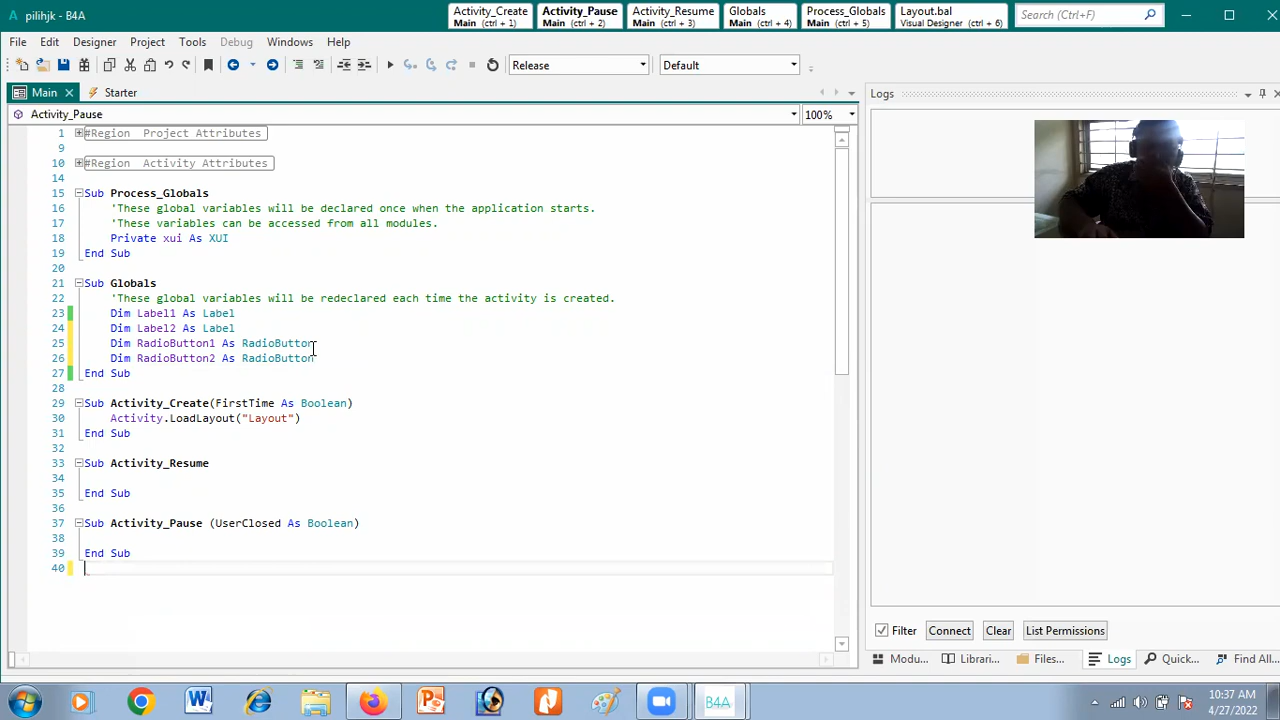 pilihjk - B4A
Activity_Create
Main (ctrl + 1)
Activity_Pause
Main (ctrl + 2)
Activity_Resume
Main (ctrl + 3)
Globals
Main (ctrl + 4)
Process_Globals
Main (ctrl + 5)
Layout.bal
Visual Designer (ctrl + 6)
Search (Ctrl+F)
File Edit Designer Project Tools Debug Windows Help
Release Default
Main Starter Logs
Activity_Pause 100%
1 #Region Project Attributes
9
10 #Region Activity Attributes
14
15 Sub Process_Globals
16 'These global variables will be declared once when the application starts.
17 'These variables can be accessed from all modules.
18 Private xui As XUI
19 End Sub
20
21 Sub Globals
22 'These global variables will be redeclared each time the activity is created.
23 Dim Label1 As Label
24 Dim Label2 As Label
25 Dim RadioButton1 As RadioButton
26 Dim RadioButton2 As RadioButton
27 End Sub
28
29 Sub Activity_Create(FirstTime As Boolean)
30 Activity.LoadLayout("Layout")
31 End Sub
32
33 Sub Activity_Resume
34
35 End Sub
36
37 Sub Activity_Pause (UserClosed As Boolean)
38
39 End Sub
40
Filter Connect Clear List Permissions
Modu... Librari... Files... Logs Quick... Find All...
B4A
10:37 AM
4/27/2022